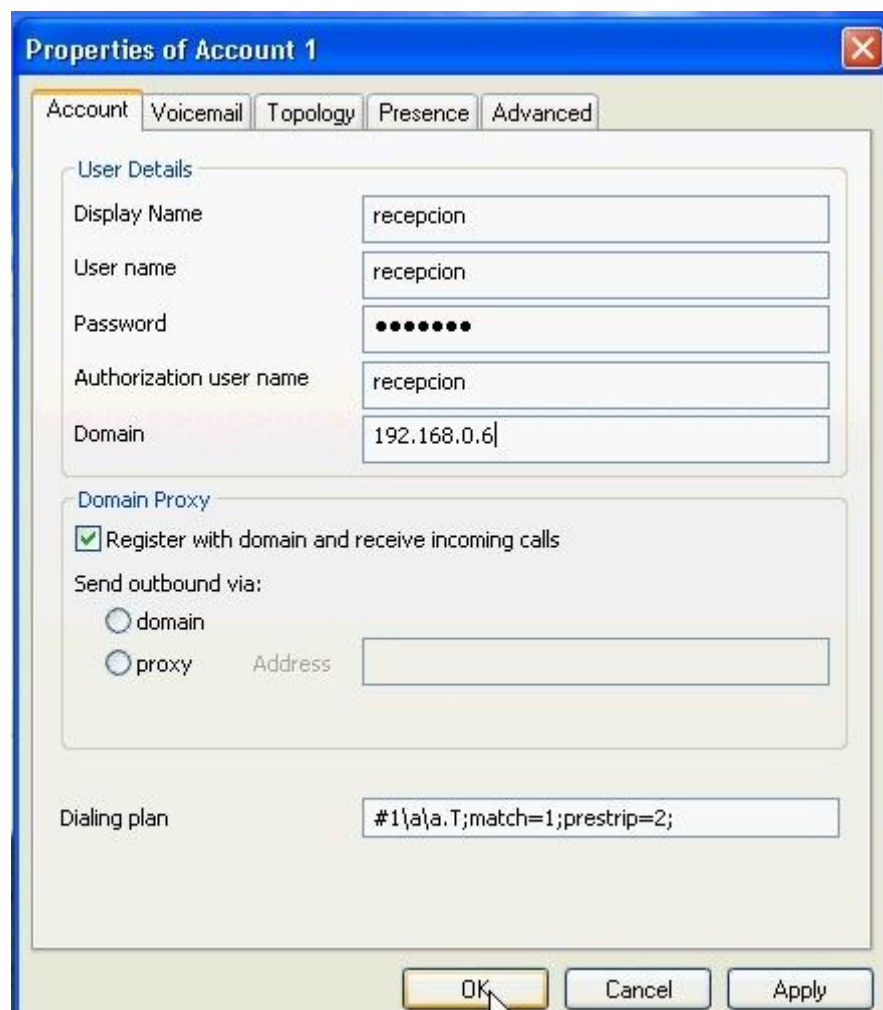 Properties of Account 1
Account Voicemail Topology Presence Advanced
User Details
Display Name recepcion
User name recepcion
Password •••••••
Authorization user name recepcion
Domain 192.168.0.6
Domain Proxy
Register with domain and receive incoming calls
Send outbound via:
domain
proxy Address
Dialing plan #1\a\a.T;match=1;prestrip=2;
OK Cancel Apply